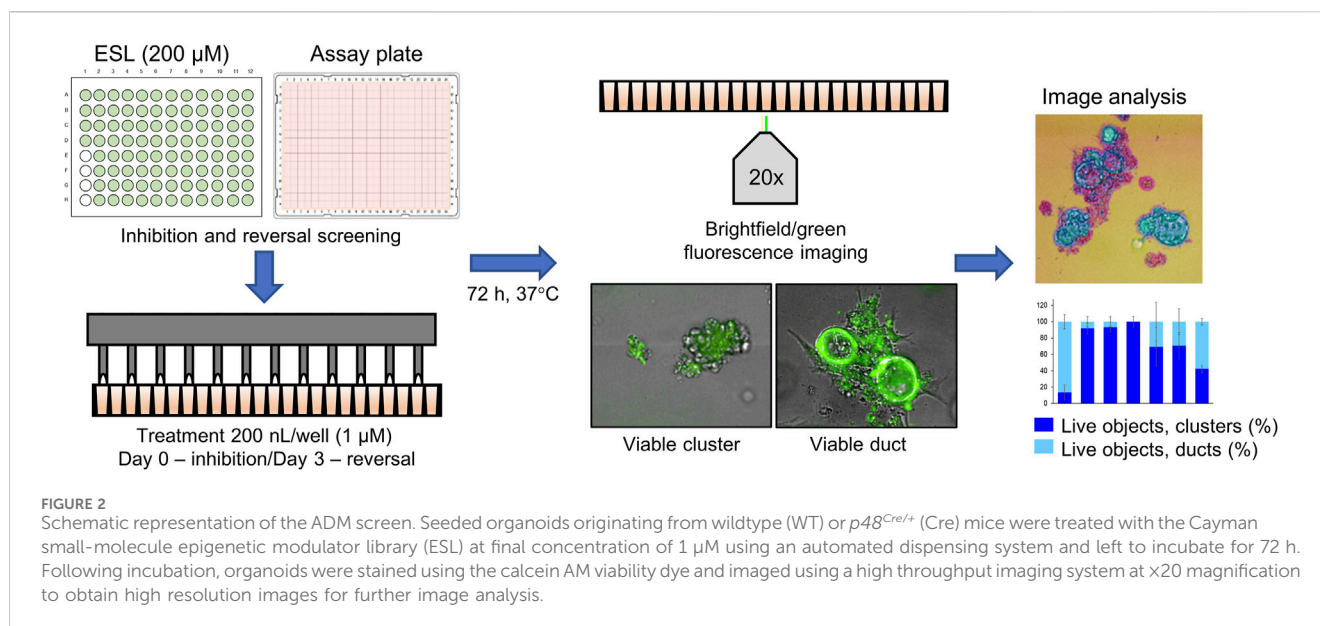 ESL (200 µM)
1 2 3 4 5 6 7 8 9 10 11 12
A
B
C
D
E
F
G
H
Assay plate
Inhibition and reversal screening
Treatment 200 nL/well (1 µM)
Day 0 – inhibition/Day 3 – reversal
72 h, 37°C
20x
Brightfield/green
fluorescence imaging
Viable cluster
Viable duct
Image analysis
120
100
80
60
40
20
0
Live objects, clusters (%)
Live objects, ducts (%)
FIGURE 2
Schematic representation of the ADM screen. Seeded organoids originating from wildtype (WT) or p48Cre/+ (Cre) mice were treated with the Cayman
small-molecule epigenetic modulator library (ESL) at final concentration of 1 µM using an automated dispensing system and left to incubate for 72 h.
Following incubation, organoids were stained using the calcein AM viability dye and imaged using a high throughput imaging system at ×20 magnification
to obtain high resolution images for further image analysis.